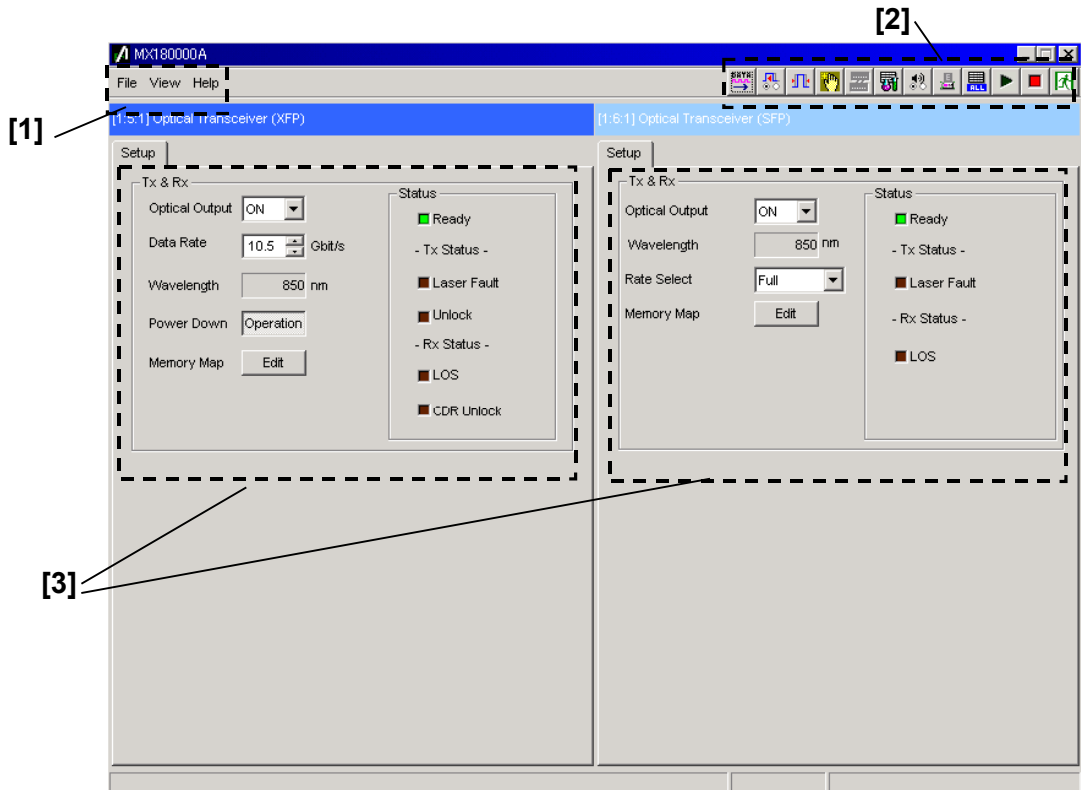 [2]
MX180000A
File View Help
ALL
[1]
[1:5:1] Optical Transceiver (XFP)
[1:6:1] Optical Transceiver (SFP)
Setup
Tx & Rx
Optical Output ON
Data Rate 10.5 Gbit/s
Wavelength 850 nm
Power Down Operation
Memory Map Edit
Status
Ready
- Tx Status -
Laser Fault
Unlock
- Rx Status -
LOS
CDR Unlock
Setup
Tx & Rx
Optical Output ON
Wavelength 850 nm
Rate Select Full
Memory Map Edit
Status
Ready
- Tx Status -
Laser Fault
- Rx Status -
LOS
[3]